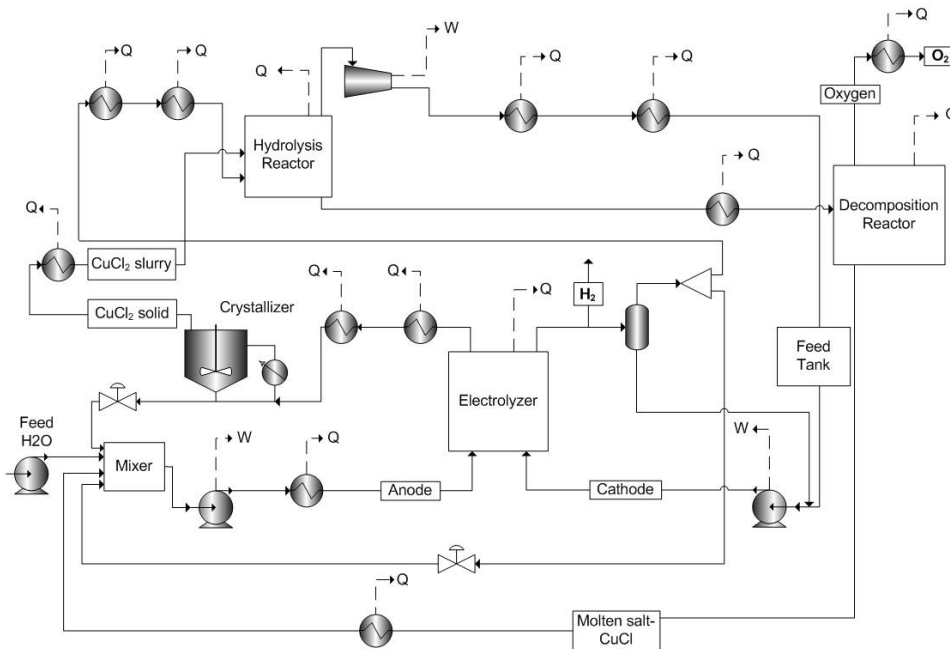 Q
Q
Q
W
Q
Q
Q
O₂
Oxygen
Hydrolysis
Reactor
Q
Q
Decomposition
Reactor
Q
CuCl₂ slurry
CuCl₂ solid
Crystallizer
Q
Q
Q
H₂
Feed
Tank
Electrolyzer
Feed
H2O
Mixer
W
Q
Anode
Cathode
W
Q
Molten salt-
CuCl